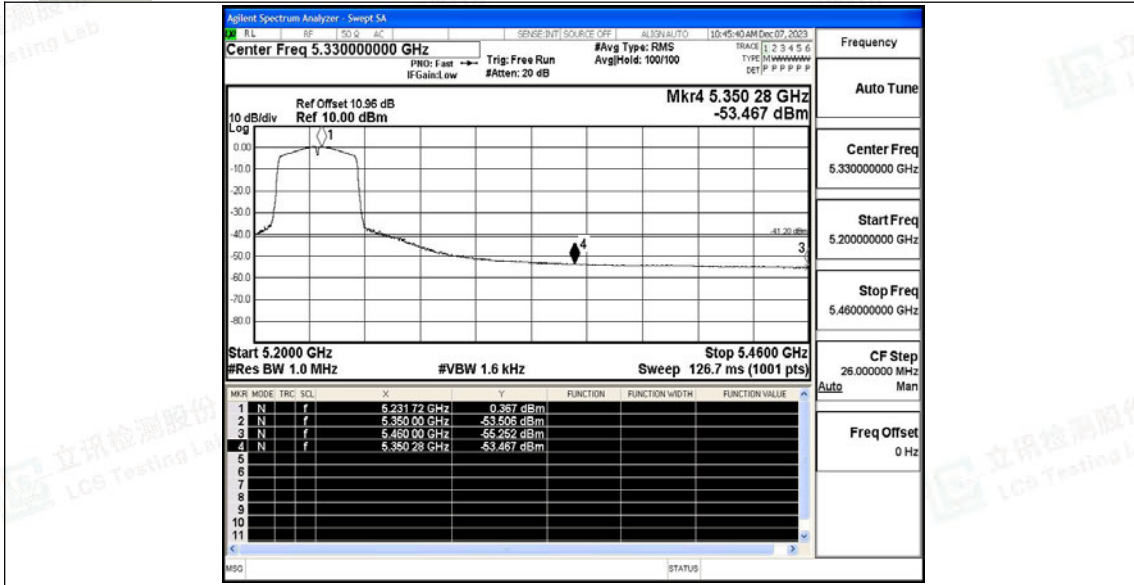 Agilent Spectrum Analyzer - Swept SA
RL RF 50 Ω AC SENSE:INT SOURCE OFF ALIGN AUTO 10:45:40 AM Dec 07, 2023
Center Freq 5.330000000 GHz
PNO: Fast
IFGain:Low
Trig: Free Run
#Atten: 20 dB
#Avg Type: RMS
Avg|Hold: 100/100
TRACE 1 2 3 4 5 6
TYPE M
DET P P P P P P
Frequency
Auto Tune
Center Freq
5.330000000 GHz
Start Freq
5.200000000 GHz
Stop Freq
5.460000000 GHz
CF Step
26.000000 MHz
Auto Man
Freq Offset
0 Hz
Mkr4 5.350 28 GHz
-53.467 dBm
Ref Offset 10.96 dB
10 dB/div Ref 10.00 dBm
Log
0.00
-10.0
-20.0
-30.0
-40.0
-50.0
-60.0
-70.0
-80.0
1
4
3
-41.20 dBm
Start 5.2000 GHz Stop 5.4600 GHz
#Res BW 1.0 MHz #VBW 1.6 kHz Sweep 126.7 ms (1001 pts)
MKR MODE TRC SCL X Y FUNCTION FUNCTION WIDTH FUNCTION VALUE
1 N f 5.231 72 GHz 0.367 dBm
2 N f 5.350 00 GHz -53.506 dBm
3 N f 5.460 00 GHz -55.252 dBm
4 N f 5.350 28 GHz -53.467 dBm
5
6
7
8
9
10
11
MSG STATUS
立讯检测股份
LCS Testing Lab
立讯检测股份
LCS Testing L